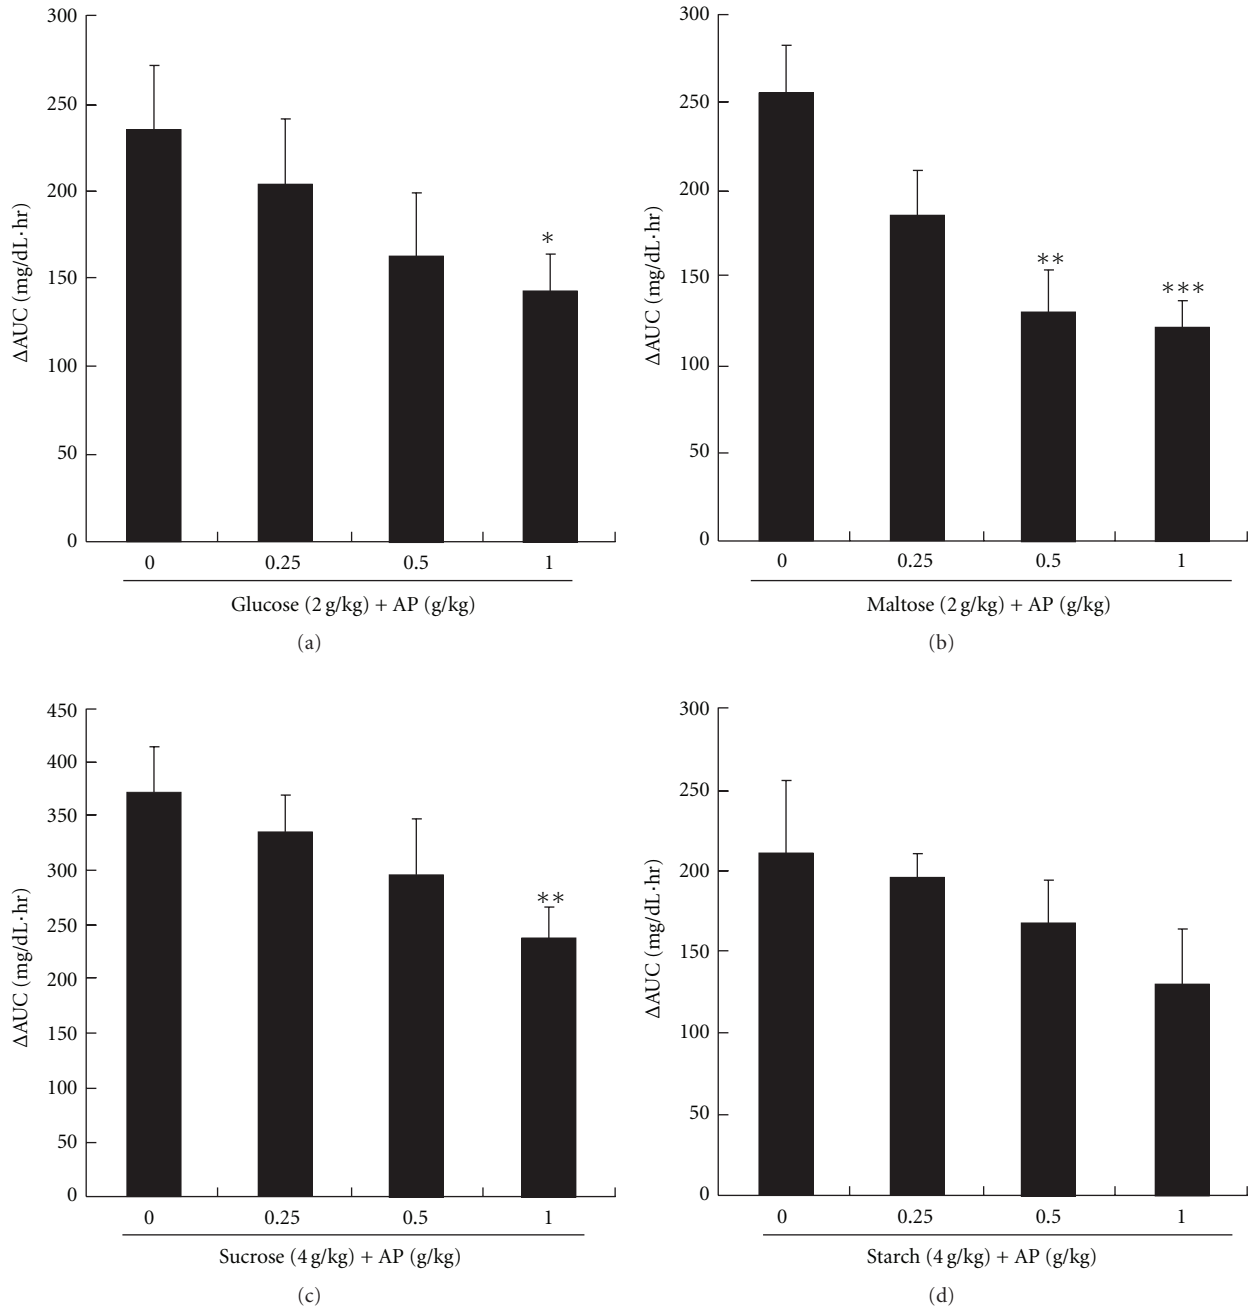 300
250
200
150
100
50
0
ΔAUC (mg/dL·hr)
*
0 0.25 0.5 1
Glucose (2 g/kg) + AP (g/kg)
(a)
300
250
200
150
100
50
0
ΔAUC (mg/dL·hr)
**
***
0 0.25 0.5 1
Maltose (2 g/kg) + AP (g/kg)
(b)
450
400
350
300
250
200
150
100
50
0
ΔAUC (mg/dL·hr)
**
0 0.25 0.5 1
Sucrose (4 g/kg) + AP (g/kg)
(c)
300
250
200
150
100
50
0
ΔAUC (mg/dL·hr)
0 0.25 0.5 1
Starch (4 g/kg) + AP (g/kg)
(d)